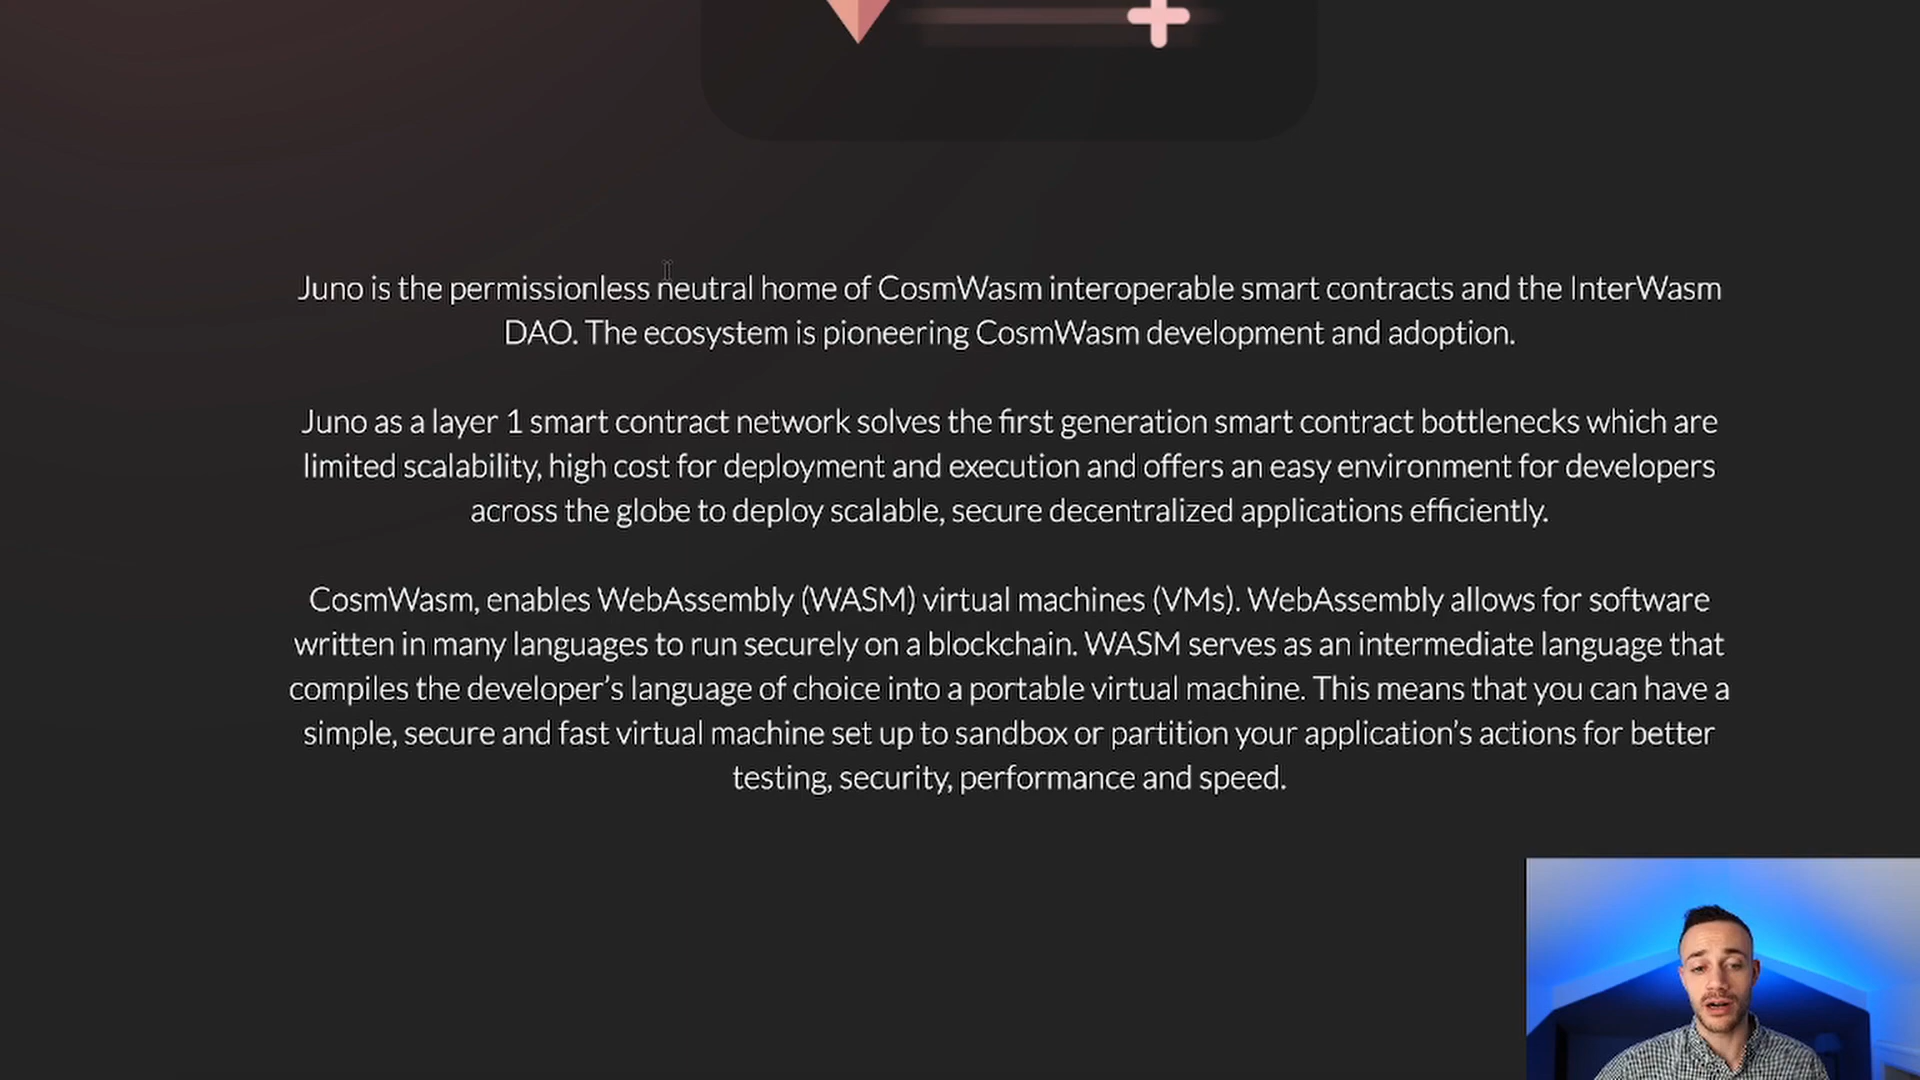 Juno is the permissionless neutral home of CosmWasm interoperable smart contracts and the InterWasm
DAO. The ecosystem is pioneering CosmWasm development and adoption.
Juno as a layer 1 smart contract network solves the first generation smart contract bottlenecks which are
limited scalability, high cost for deployment and execution and offers an easy environment for developers
across the globe to deploy scalable, secure decentralized applications efficiently.
CosmWasm, enables WebAssembly (WASM) virtual machines (VMs). WebAssembly allows for software
written in many languages to run securely on a blockchain. WASM serves as an intermediate language that
compiles the developer’s language of choice into a portable virtual machine. This means that you can have a
simple, secure and fast virtual machine set up to sandbox or partition your application’s actions for better
testing, security, performance and speed.